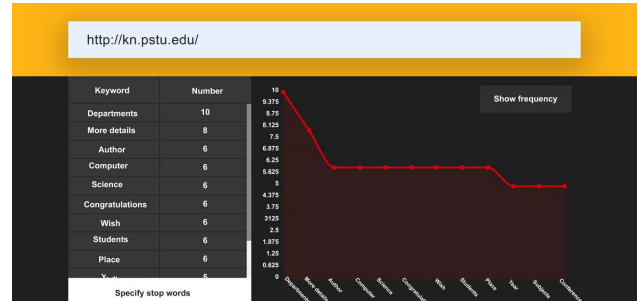 http://kn.pstu.edu/
Keyword Number
Departments 10
More details 8
Author 6
Computer 6
Science 6
Congratulations 6
Wish 6
Students 6
Place 6
5
Specify stop words
Show frequency
10
9.375
8.75
8.125
7.5
6.875
6.25
5.625
5
4.375
3.75
3125
2.5
1.875
1.25
0.625
0
Departments
More details
Author
Computer
Science
Congratulat
Wish
Students
Place
Year
Subjects
Conference